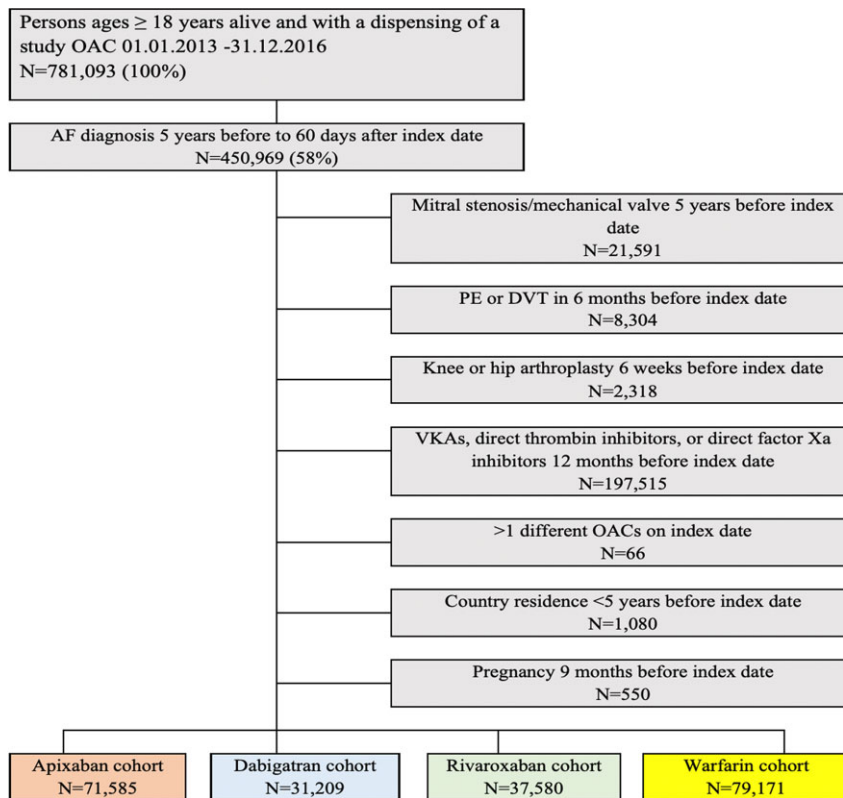 Persons ages ≥ 18 years alive and with a dispensing of a
study OAC 01.01.2013 -31.12.2016
N=781,093 (100%)
AF diagnosis 5 years before to 60 days after index date
N=450,969 (58%)
Mitral stenosis/mechanical valve 5 years before index
date
N=21,591
PE or DVT in 6 months before index date
N=8,304
Knee or hip arthroplasty 6 weeks before index date
N=2,318
VKAs, direct thrombin inhibitors, or direct factor Xa
inhibitors 12 months before index date
N=197,515
>1 different OACs on index date
N=66
Country residence <5 years before index date
N=1,080
Pregnancy 9 months before index date
N=550
Apixaban cohort
N=71,585
Dabigatran cohort
N=31,209
Rivaroxaban cohort
N=37,580
Warfarin cohort
N=79,171